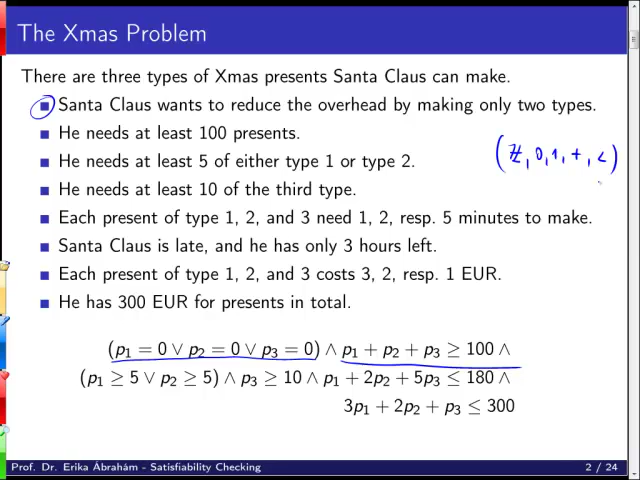 The Xmas Problem
There are three types of Xmas presents Santa Claus can make.
Santa Claus wants to reduce the overhead by making only two types.
He needs at least 100 presents.
He needs at least 5 of either type 1 or type 2.
(ℤ, 0, 1, +, <)
He needs at least 10 of the third type.
Each present of type 1, 2, and 3 need 1, 2, resp. 5 minutes to make.
Santa Claus is late, and he has only 3 hours left.
Each present of type 1, 2, and 3 costs 3, 2, resp. 1 EUR.
He has 300 EUR for presents in total.
(p₁ = 0 ∨ p₂ = 0 ∨ p₃ = 0) ∧ p₁ + p₂ + p₃ ≥ 100 ∧
(p₁ ≥ 5 ∨ p₂ ≥ 5) ∧ p₃ ≥ 10 ∧ p₁ + 2p₂ + 5p₃ ≤ 180 ∧
3p₁ + 2p₂ + p₃ ≤ 300
Prof. Dr. Erika Ábrahám - Satisfiability Checking 2 / 24